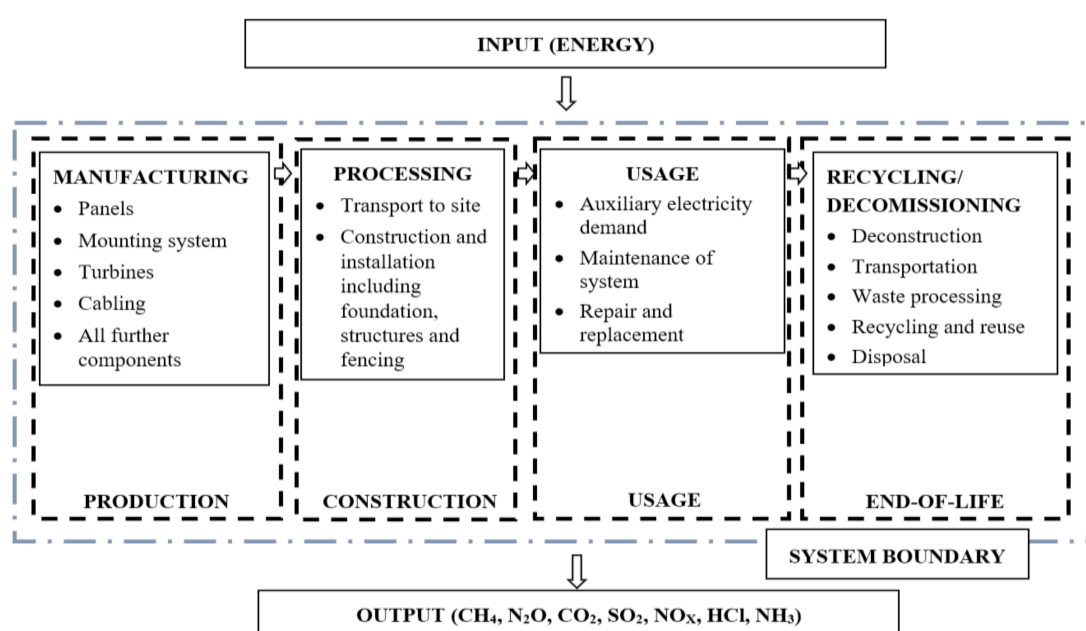 INPUT (ENERGY)
MANUFACTURING
• Panels
• Mounting system
• Turbines
• Cabling
• All further
components
PRODUCTION
PROCESSING
• Transport to site
• Construction and
installation
including
foundation,
structures and
fencing
CONSTRUCTION
USAGE
• Auxiliary electricity
demand
• Maintenance of
system
• Repair and
replacement
USAGE
RECYCLING/
DECOMISSIONING
• Deconstruction
• Transportation
• Waste processing
• Recycling and reuse
• Disposal
END-OF-LIFE
SYSTEM BOUNDARY
OUTPUT (CH₄, N₂O, CO₂, SO₂, NOₓ, HCl, NH₃)